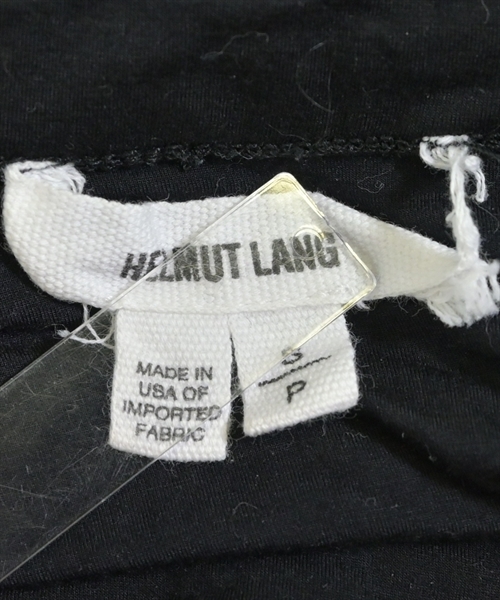 HELMUT LANG
MADE IN
USA OF
IMPORTED
FABRIC
S
P